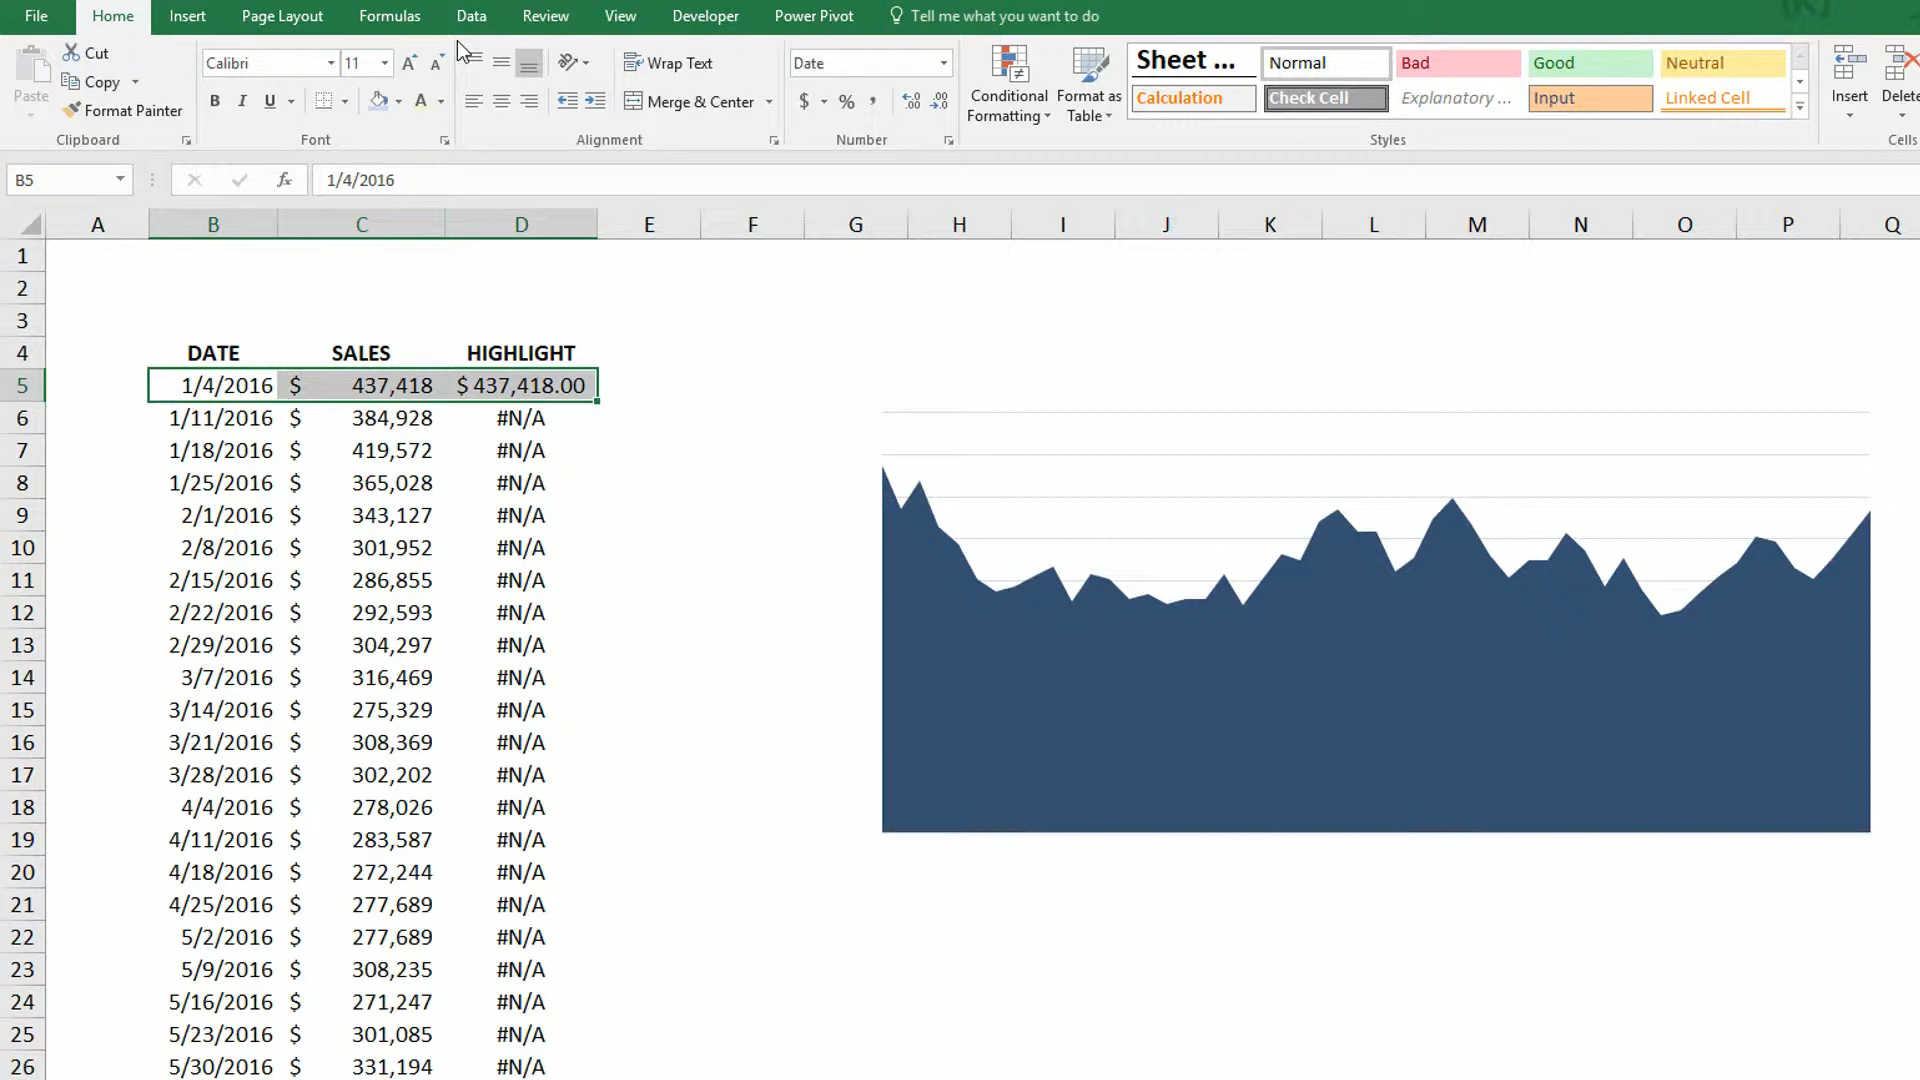 File Home Insert Page Layout Formulas Data Review View Developer Power Pivot Tell me what you want to do
Paste
Cut
Copy
Format Painter
Clipboard
Calibri 11
B I U
Font
Wrap Text
Merge & Center
Alignment
Date
$ % ,
Number
Conditional
Formatting
Format as
Table
Sheet ... Normal Bad Good Neutral
Calculation Check Cell Explanatory ... Input Linked Cell
Styles
Insert Delete
Cells
B5 fx 1/4/2016
A B C D E F G H I J K L M N O P Q
1
2
3
4 DATE SALES HIGHLIGHT
5 1/4/2016 $ 437,418 $ 437,418.00
6 1/11/2016 $ 384,928 #N/A
7 1/18/2016 $ 419,572 #N/A
8 1/25/2016 $ 365,028 #N/A
9 2/1/2016 $ 343,127 #N/A
10 2/8/2016 $ 301,952 #N/A
11 2/15/2016 $ 286,855 #N/A
12 2/22/2016 $ 292,593 #N/A
13 2/29/2016 $ 304,297 #N/A
14 3/7/2016 $ 316,469 #N/A
15 3/14/2016 $ 275,329 #N/A
16 3/21/2016 $ 308,369 #N/A
17 3/28/2016 $ 302,202 #N/A
18 4/4/2016 $ 278,026 #N/A
19 4/11/2016 $ 283,587 #N/A
20 4/18/2016 $ 272,244 #N/A
21 4/25/2016 $ 277,689 #N/A
22 5/2/2016 $ 277,689 #N/A
23 5/9/2016 $ 308,235 #N/A
24 5/16/2016 $ 271,247 #N/A
25 5/23/2016 $ 301,085 #N/A
26 5/30/2016 $ 331,194 #N/A